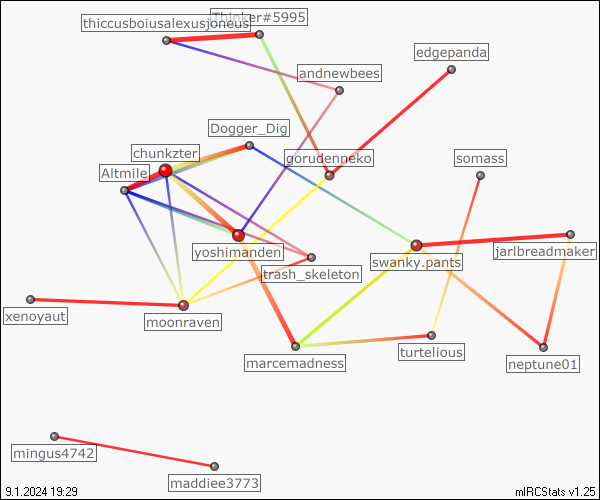 Thinker#5995
thiccusboiusalexusjoneus
edgepanda
andnewbees
Dogger_Dig
chunkzter
gorudenneko
somass
Altmile
yoshimanden
swanky.pants
jarlbreadmaker
trash_skeleton
xenoyaut
moonraven
marcemadness
turtelious
neptune01
mingus4742
maddiee3773
9.1.2024 19:29
mIRCStats v1.25